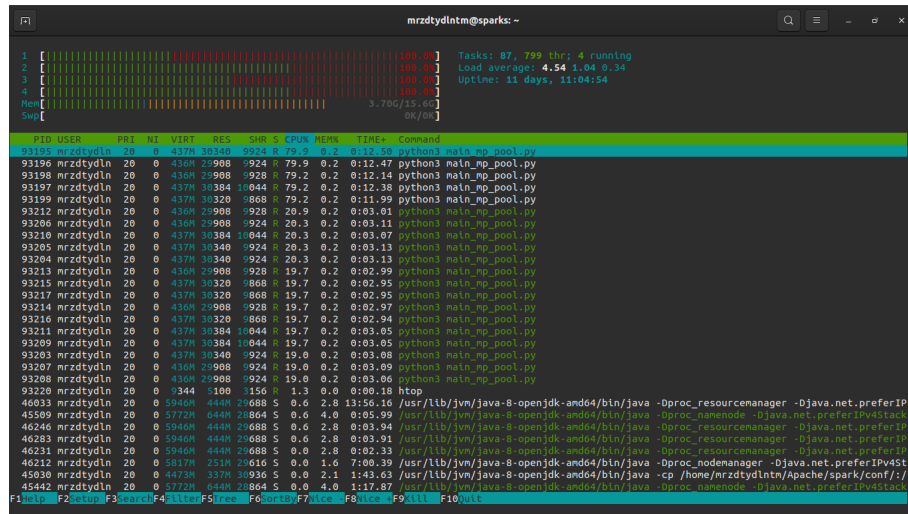 mrzdtydlntm@sparks: ~
1 [100.0%] Tasks: 87, 799 thr; 4 running
2 [100.0%] Load average: 4.54 1.04 0.34
3 [100.0%] Uptime: 11 days, 11:04:54
4 [100.0%]
Mem[3.70G/15.6G]
Swp[0K/0K]
PID USER PRI NI VIRT RES SHR S CPU% MEM% TIME+ Command
93195 mrzdtydln 20 0 437M 30340 9924 R 79.9 0.2 0:12.50 python3 main_mp_pool.py
93196 mrzdtydln 20 0 436M 29908 9924 R 79.9 0.2 0:12.47 python3 main_mp_pool.py
93198 mrzdtydln 20 0 436M 29908 9928 R 79.2 0.2 0:12.14 python3 main_mp_pool.py
93197 mrzdtydln 20 0 437M 30384 10044 R 79.2 0.2 0:12.38 python3 main_mp_pool.py
93199 mrzdtydln 20 0 437M 30320 9868 R 79.2 0.2 0:11.99 python3 main_mp_pool.py
93212 mrzdtydln 20 0 436M 29908 9928 R 20.9 0.2 0:03.01 python3 main_mp_pool.py
93206 mrzdtydln 20 0 436M 29908 9924 R 20.3 0.2 0:03.11 python3 main_mp_pool.py
93210 mrzdtydln 20 0 437M 30384 10044 R 20.3 0.2 0:03.07 python3 main_mp_pool.py
93205 mrzdtydln 20 0 437M 30340 9924 R 20.3 0.2 0:03.13 python3 main_mp_pool.py
93204 mrzdtydln 20 0 437M 30340 9924 R 20.3 0.2 0:03.13 python3 main_mp_pool.py
93213 mrzdtydln 20 0 436M 29908 9928 R 19.7 0.2 0:02.99 python3 main_mp_pool.py
93215 mrzdtydln 20 0 437M 30320 9868 R 19.7 0.2 0:02.95 python3 main_mp_pool.py
93217 mrzdtydln 20 0 437M 30320 9868 R 19.7 0.2 0:02.95 python3 main_mp_pool.py
93214 mrzdtydln 20 0 436M 29908 9928 R 19.7 0.2 0:02.97 python3 main_mp_pool.py
93216 mrzdtydln 20 0 437M 30320 9868 R 19.7 0.2 0:02.94 python3 main_mp_pool.py
93211 mrzdtydln 20 0 437M 30384 10044 R 19.7 0.2 0:03.05 python3 main_mp_pool.py
93209 mrzdtydln 20 0 437M 30384 10044 R 19.7 0.2 0:03.05 python3 main_mp_pool.py
93203 mrzdtydln 20 0 437M 30340 9924 R 19.0 0.2 0:03.08 python3 main_mp_pool.py
93207 mrzdtydln 20 0 436M 29908 9924 R 19.0 0.2 0:03.09 python3 main_mp_pool.py
93208 mrzdtydln 20 0 436M 29908 9924 R 19.0 0.2 0:03.06 python3 main_mp_pool.py
93220 mrzdtydln 20 0 9344 5100 3156 R 1.3 0.0 0:00.18 htop
46033 mrzdtydln 20 0 5946M 444M 29688 S 0.6 2.8 13:56.16 /usr/lib/jvm/java-8-openjdk-amd64/bin/java -Dproc_resourcemanager -Djava.net.preferIP
45509 mrzdtydln 20 0 5772M 644M 28864 S 0.6 4.0 0:05.99 /usr/lib/jvm/java-8-openjdk-amd64/bin/java -Dproc_namenode -Djava.net.preferIPv4Stack
46246 mrzdtydln 20 0 5946M 444M 29688 S 0.6 2.8 0:03.94 /usr/lib/jvm/java-8-openjdk-amd64/bin/java -Dproc_resourcemanager -Djava.net.preferIP
46283 mrzdtydln 20 0 5946M 444M 29688 S 0.6 2.8 0:03.91 /usr/lib/jvm/java-8-openjdk-amd64/bin/java -Dproc_resourcemanager -Djava.net.preferIP
46231 mrzdtydln 20 0 5946M 444M 29688 S 0.0 2.8 0:02.33 /usr/lib/jvm/java-8-openjdk-amd64/bin/java -Dproc_resourcemanager -Djava.net.preferIP
46212 mrzdtydln 20 0 5817M 251M 29616 S 0.0 1.6 7:00.39 /usr/lib/jvm/java-8-openjdk-amd64/bin/java -Dproc_nodemanager -Djava.net.preferIPv4St
45030 mrzdtydln 20 0 4473M 337M 30936 S 0.0 2.1 1:43.63 /usr/lib/jvm/java-8-openjdk-amd64/bin/java -cp /home/mrzdtydlntm/Apache/spark/conf/:/
45442 mrzdtydln 20 0 5772M 644M 28864 S 0.0 4.0 1:17.87 /usr/lib/jvm/java-8-openjdk-amd64/bin/java -Dproc_namenode -Djava.net.preferIPv4Stack
F1Help F2Setup F3SearchF4FilterF5Tree F6SortByF7Nice -F8Nice +F9Kill F10Quit